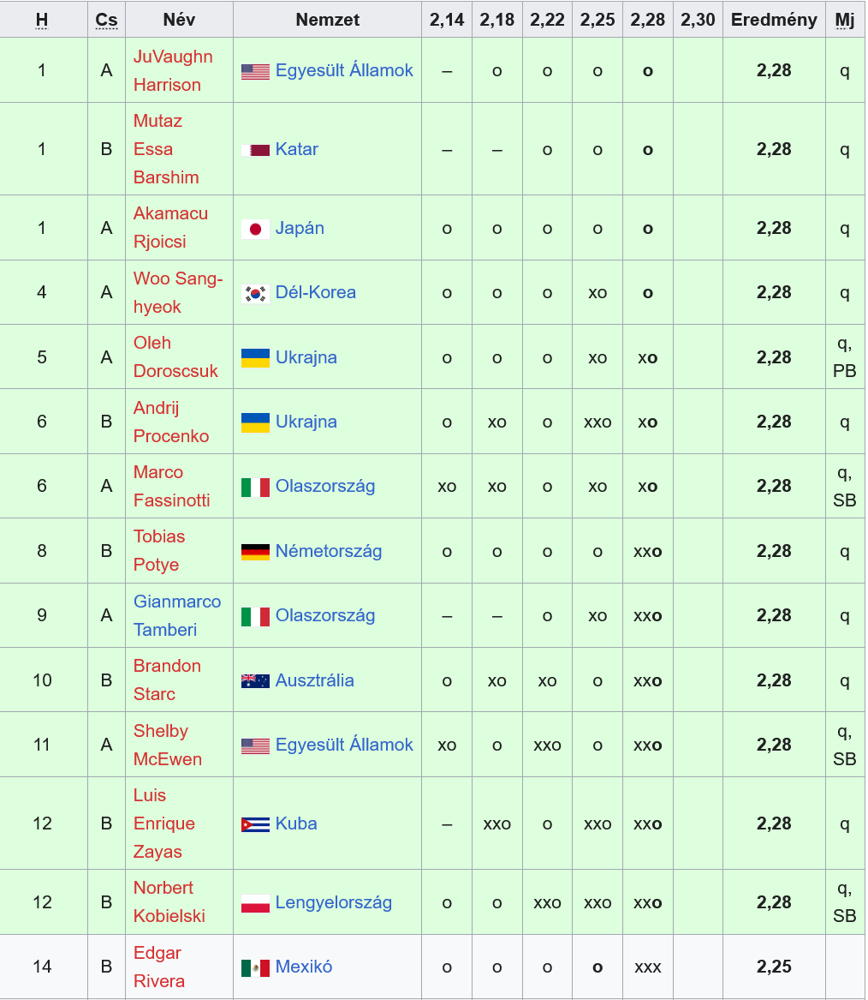 H Cs Név Nemzet 2,14 2,18 2,22 2,25 2,28 2,30 Eredmény Mj
1 A JuVaughn Harrison Egyesült Államok – o o o o 2,28 q
1 B Mutaz Essa Barshim Katar – – o o o 2,28 q
1 A Akamacu Rjoicsi Japán o o o o o 2,28 q
4 A Woo Sang-hyeok Dél-Korea o o o xo o 2,28 q
5 A Oleh Doroscsuk Ukrajna o o o xo xo 2,28 q, PB
6 B Andrij Procenko Ukrajna o xo o xxo xo 2,28 q
6 A Marco Fassinotti Olaszország xo xo o xo xo 2,28 q, SB
8 B Tobias Potye Németország o o o o xxo 2,28 q
9 A Gianmarco Tamberi Olaszország – – o xo xxo 2,28 q
10 B Brandon Starc Ausztrália o xo xo o xxo 2,28 q
11 A Shelby McEwen Egyesült Államok xo o xxo o xxo 2,28 q, SB
12 B Luis Enrique Zayas Kuba – xxo o xxo xxo 2,28 q
12 B Norbert Kobielski Lengyelország o o xxo xxo xxo 2,28 q, SB
14 B Edgar Rivera Mexikó o o o o xxx 2,25